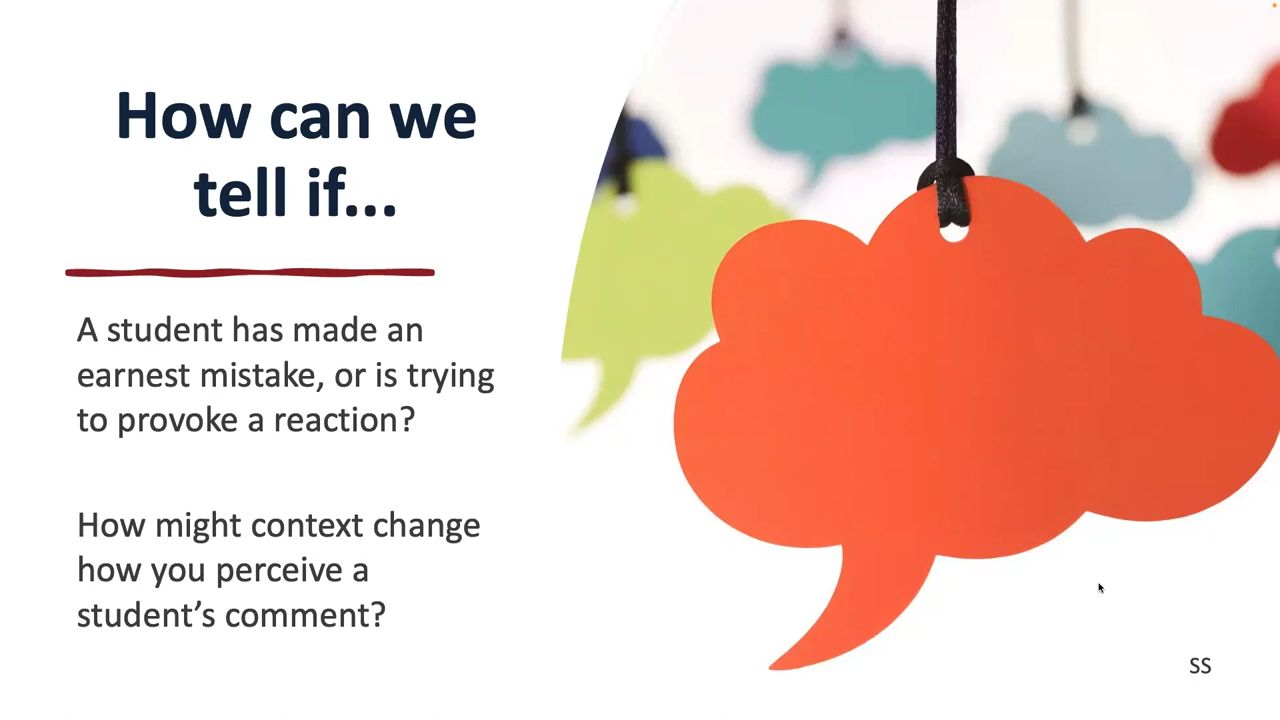 How can we
tell if...
A student has made an
earnest mistake, or is trying
to provoke a reaction?
How might context change
how you perceive a
student’s comment?
SS